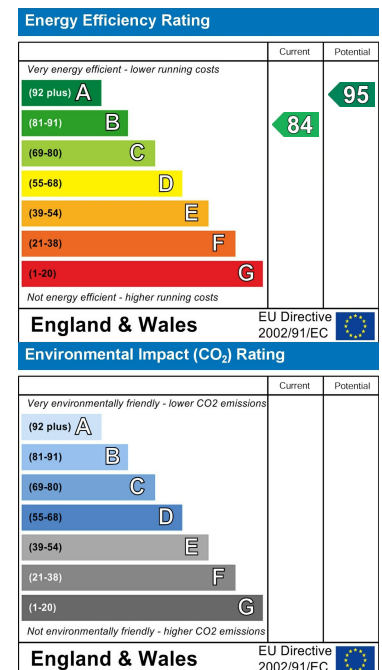 Energy Efficiency Rating
Current Potential
Very energy efficient - lower running costs
(92 plus) A
95
(81-91) B
84
(69-80) C
(55-68) D
(39-54) E
(21-38) F
(1-20) G
Not energy efficient - higher running costs
England & Wales
EU Directive
2002/91/EC
Environmental Impact (CO₂) Rating
Current Potential
Very environmentally friendly - lower CO2 emissions
(92 plus) A
(81-91) B
(69-80) C
(55-68) D
(39-54) E
(21-38) F
(1-20) G
Not environmentally friendly - higher CO2 emissions
England & Wales
EU Directive
2002/91/EC